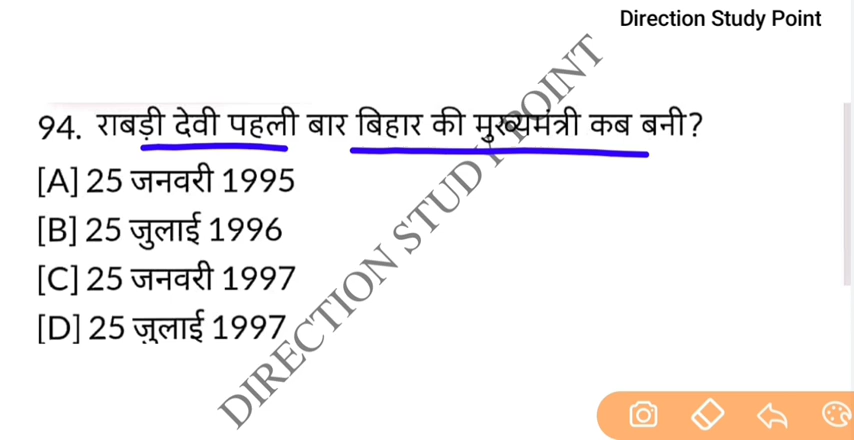 Direction Study Point
94. राबड़ी देवी पहली बार बिहार की मुख्यमंत्री कब बनी?
[A] 25 जनवरी 1995
[B] 25 जुलाई 1996
[C] 25 जनवरी 1997
[D] 25 जुलाई 1997
DIRECTION STUDY POINT